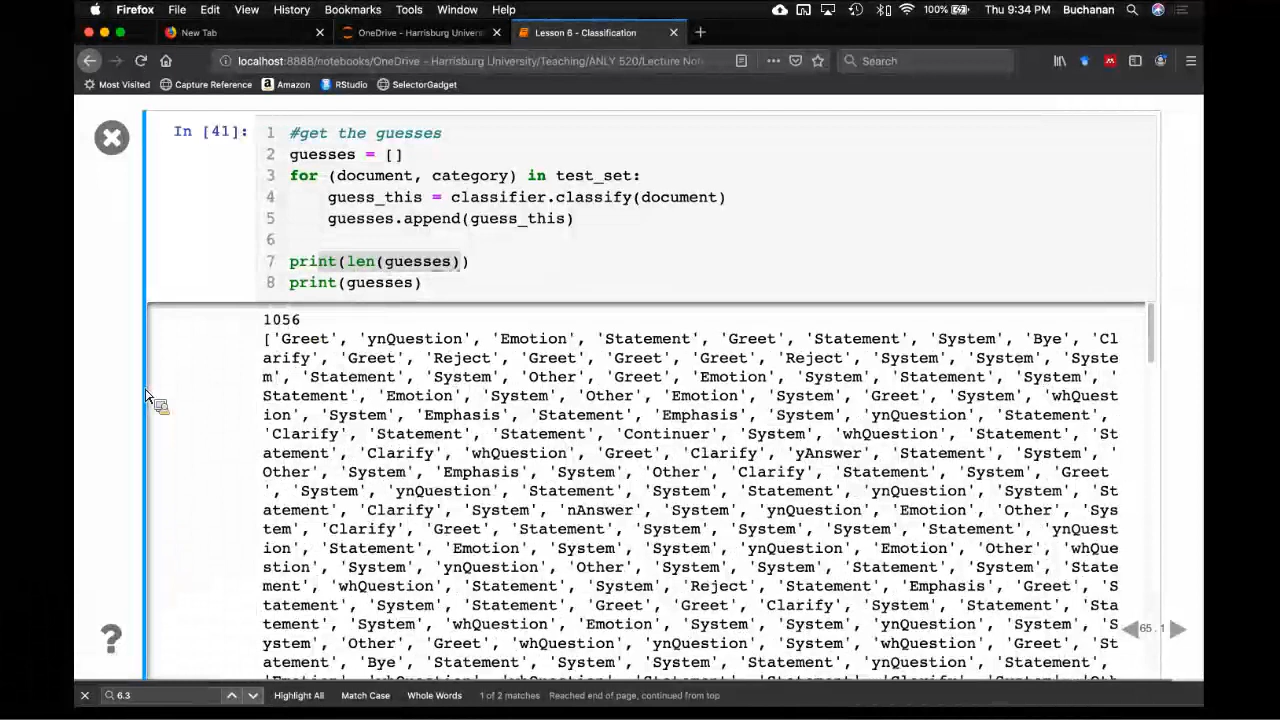 Firefox File Edit View History Bookmarks Tools Window Help 100% Thu 9:34 PM Buchanan
New Tab OneDrive - Harrisburg Universi Lesson 6 - Classification
localhost:8888/notebooks/OneDrive - Harrisburg University/Teaching/ANLY 520/Lecture Not Search
Most Visited Capture Reference Amazon RStudio SelectorGadget
In [41]:
1 #get the guesses
2 guesses = []
3 for (document, category) in test_set:
4 guess_this = classifier.classify(document)
5 guesses.append(guess_this)
6
7 print(len(guesses))
8 print(guesses)
1056
['Greet', 'ynQuestion', 'Emotion', 'Statement', 'Greet', 'Statement', 'System', 'Bye', 'Cl
arify', 'Greet', 'Reject', 'Greet', 'Greet', 'Greet', 'Reject', 'System', 'System', 'Syste
m', 'Statement', 'System', 'Other', 'Greet', 'Emotion', 'System', 'Statement', 'System', '
Statement', 'Emotion', 'System', 'Other', 'Emotion', 'System', 'Greet', 'System', 'whQuest
ion', 'System', 'Emphasis', 'Statement', 'Emphasis', 'System', 'ynQuestion', 'Statement',
'Clarify', 'Statement', 'Statement', 'Continuer', 'System', 'whQuestion', 'Statement', 'St
atement', 'Clarify', 'whQuestion', 'Greet', 'Clarify', 'yAnswer', 'Statement', 'System', '
Other', 'System', 'Emphasis', 'System', 'Other', 'Clarify', 'Statement', 'System', 'Greet
', 'System', 'ynQuestion', 'Statement', 'System', 'Statement', 'ynQuestion', 'System', 'St
atement', 'Clarify', 'System', 'nAnswer', 'System', 'ynQuestion', 'Emotion', 'Other', 'Sys
tem', 'Clarify', 'Greet', 'Statement', 'System', 'System', 'System', 'Statement', 'ynQuest
ion', 'Statement', 'Emotion', 'System', 'System', 'ynQuestion', 'Emotion', 'Other', 'whQue
stion', 'System', 'ynQuestion', 'Other', 'System', 'System', 'Statement', 'System', 'State
ment', 'whQuestion', 'Statement', 'System', 'Reject', 'Statement', 'Emphasis', 'Greet', 'S
tatement', 'System', 'Statement', 'Greet', 'Greet', 'Clarify', 'System', 'Statement', 'Sta
tement', 'System', 'whQuestion', 'Emotion', 'System', 'System', 'ynQuestion', 'System', 'S
ystem', 'Other', 'Greet', 'whQuestion', 'ynQuestion', 'System', 'whQuestion', 'Greet', 'St
atement', 'Bye', 'Statement', 'System', 'System', 'Statement', 'ynQuestion', 'Statement',
65.1
6.3 Highlight All Match Case Whole Words 1 of 2 matches Reached end of page, continued from top